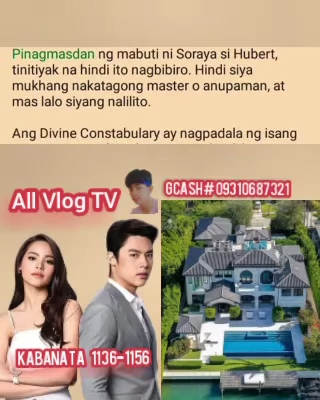 Pinagmasdan ng mabuti ni Soraya si Hubert,
tinitiyak na hindi ito nagbibiro. Hindi siya
mukhang nakatagong master o anupaman, at
mas lalo siyang nalilito.
Ang Divine Constabulary ay nagpadala ng isang
All Vlog TV
GCASH#09310687321
KABANATA 1136-1156